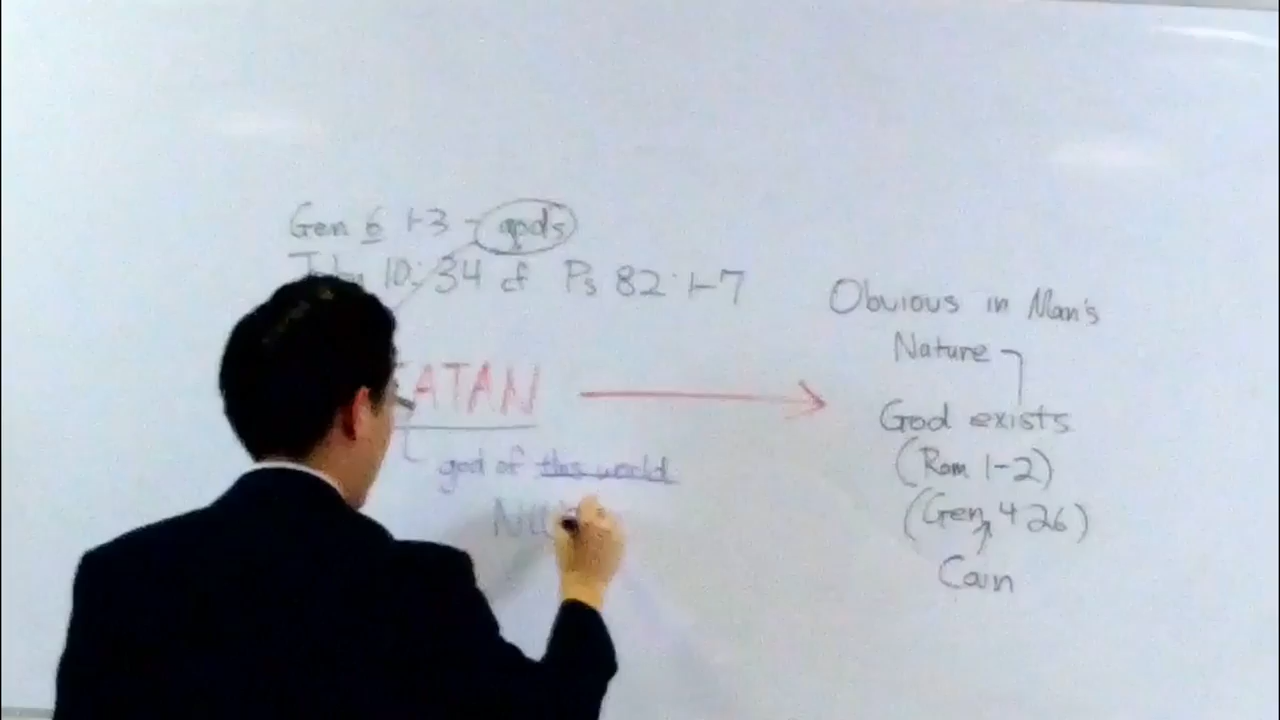 Gen 6 1-3 - gods
John 10:34 cf Ps 82:1-7
SATAN
god of this world
Obvious in Man's
Nature
God exists
(Rom 1-2)
(Gen 4 26)
Cain